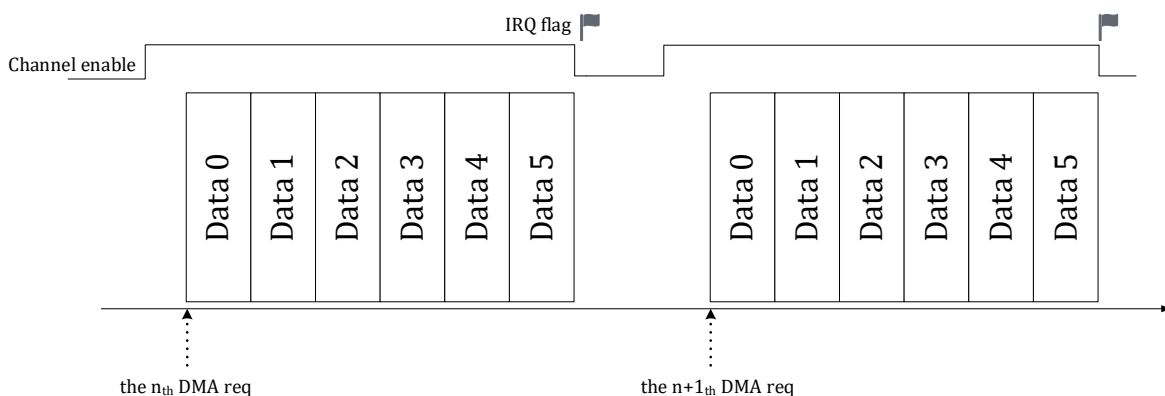 IRQ flag
Channel enable
Data 0
Data 1
Data 2
Data 3
Data 4
Data 5
Data 0
Data 1
Data 2
Data 3
Data 4
Data 5
the nth DMA req
the n+1th DMA req